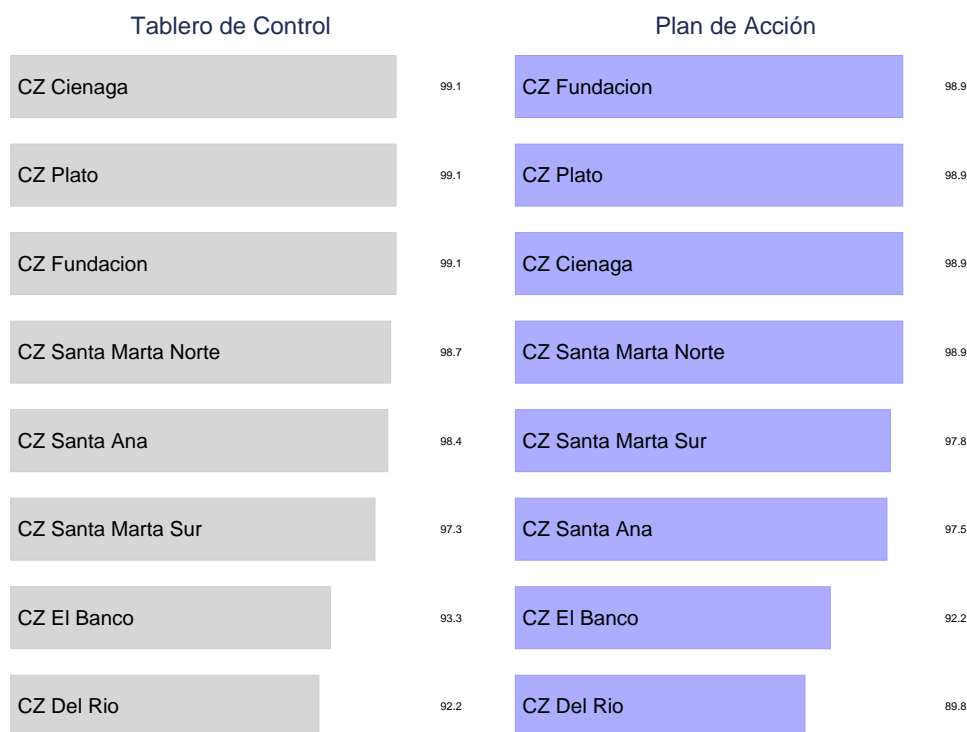 Tablero de Control
CZ Cienaga 99.1
CZ Plato 99.1
CZ Fundacion 99.1
CZ Santa Marta Norte 98.7
CZ Santa Ana 98.4
CZ Santa Marta Sur 97.3
CZ El Banco 93.3
CZ Del Rio 92.2
Plan de Acción
CZ Fundacion 98.9
CZ Plato 98.9
CZ Cienaga 98.9
CZ Santa Marta Norte 98.9
CZ Santa Marta Sur 97.8
CZ Santa Ana 97.5
CZ El Banco 92.2
CZ Del Rio 89.8